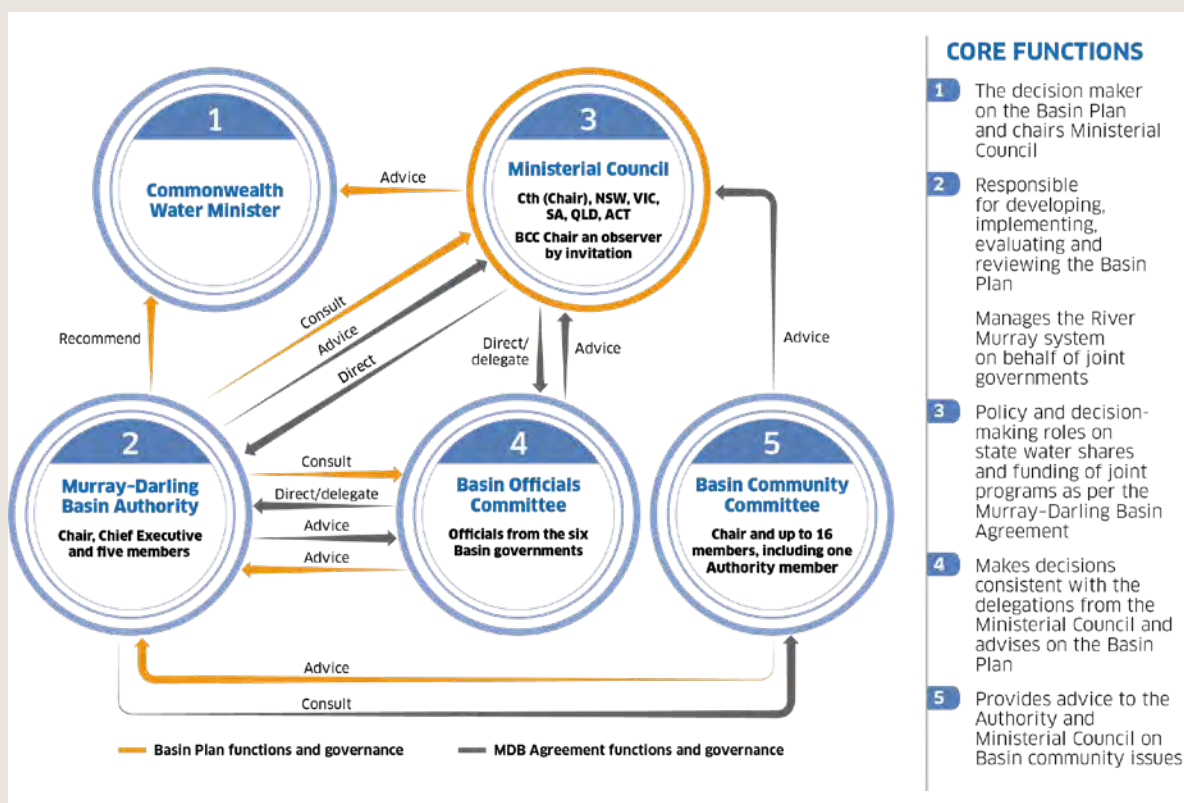 1
Commonwealth
Water Minister
Advice
3
Ministerial Council
Cth (Chair), NSW, VIC,
SA, QLD, ACT
BCC Chair an observer
by invitation
Recommend
Consult
Advice
Direct
Direct/
delegate
Advice
Advice
2
Murray–Darling
Basin Authority
Chair, Chief Executive
and five members
Consult
Direct/delegate
Advice
Advice
4
Basin Officials
Committee
Officials from the six
Basin governments
5
Basin Community
Committee
Chair and up to 16
members, including one
Authority member
Advice
Consult
Basin Plan functions and governance
MDB Agreement functions and governance
CORE FUNCTIONS
1 The decision maker
on the Basin Plan
and chairs Ministerial
Council
2 Responsible
for developing,
implementing,
evaluating and
reviewing the Basin
Plan
Manages the River
Murray system
on behalf of joint
governments
3 Policy and decision-
making roles on
state water shares
and funding of joint
programs as per the
Murray–Darling Basin
Agreement
4 Makes decisions
consistent with the
delegations from the
Ministerial Council and
advises on the Basin
Plan
5 Provides advice to the
Authority and
Ministerial Council on
Basin community issues